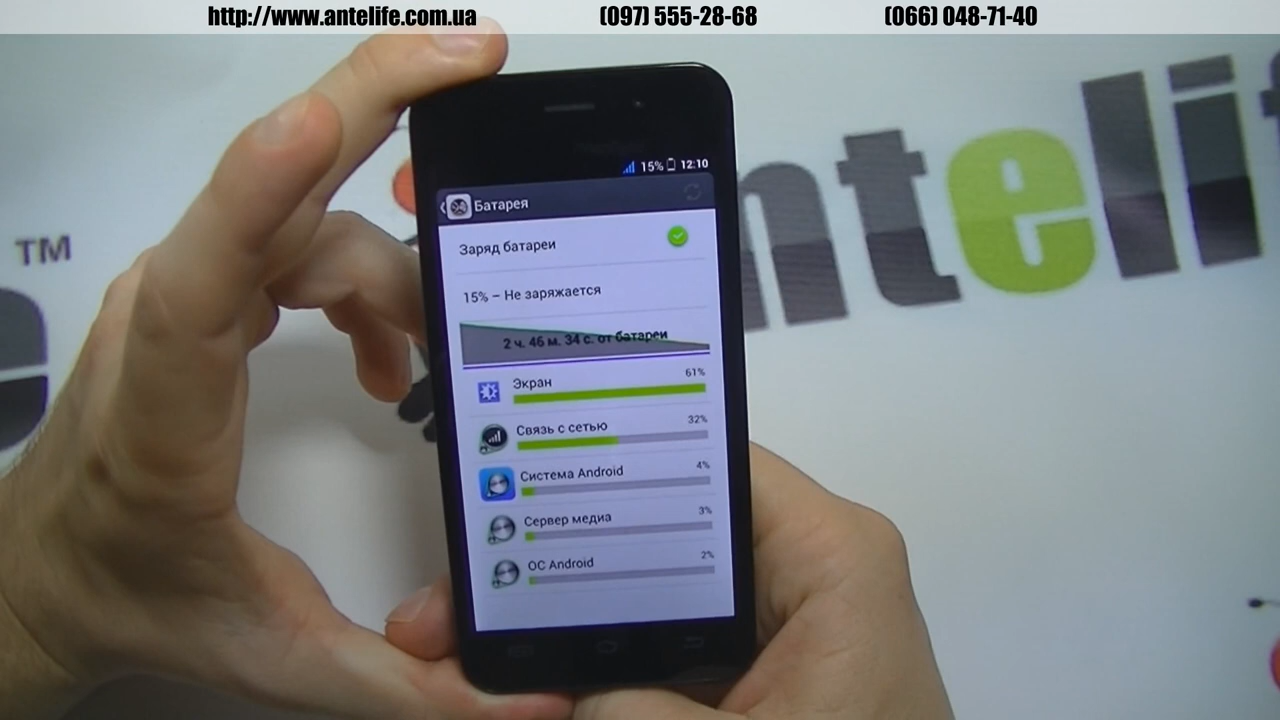 http://www.antelife.com.ua (097) 555-28-68 (066) 048-71-40
TM
antelif
15% 12:10
Батарея
Заряд батареи
15% – Не заряжается
2 ч. 46 м. 34 с. от батареи
Экран 61%
Связь с сетью 32%
Система Android 4%
Сервер медиа 3%
ОС Android 2%